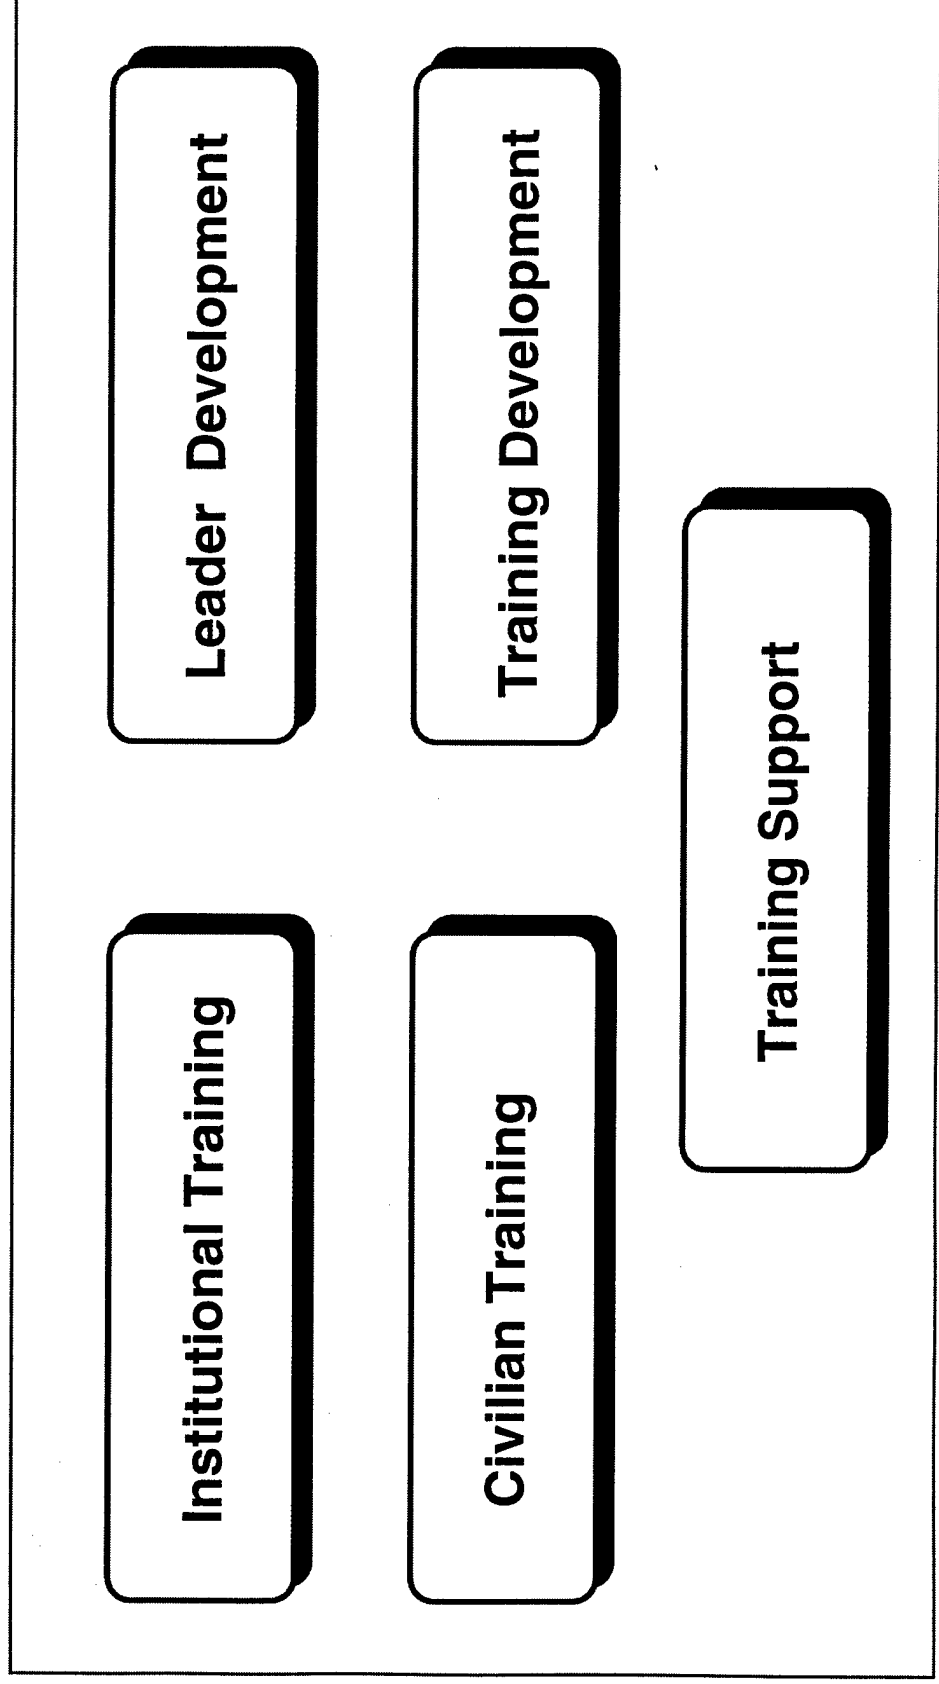 Institutional Training
Leader Development
Civilian Training
Training Development
Training Support